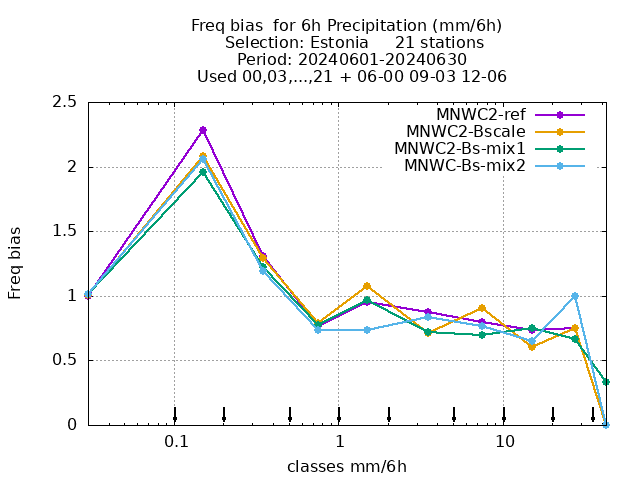 Freq bias  for 6h Precipitation (mm/6h)
Selection: Estonia     21 stations
Period: 20240601-20240630
Used 00,03,...,21 + 06-00 09-03 12-06
MNWC2-ref
MNWC2-Bscale
MNWC2-Bs-mix1
MNWC-Bs-mix2
Freq bias
2.5
2
1.5
1
0.5
0
0.1 1 10
classes mm/6h